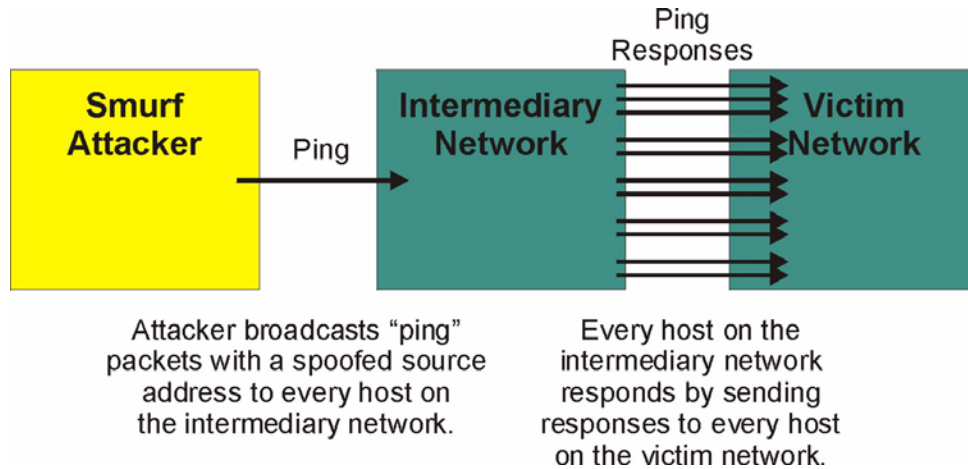 Ping
Responses
Smurf
Attacker
Ping
Intermediary
Network
Victim
Network
Attacker broadcasts “ping”
packets with a spoofed source
address to every host on
the intermediary network.
Every host on the
intermediary network
responds by sending
responses to every host
on the victim network.